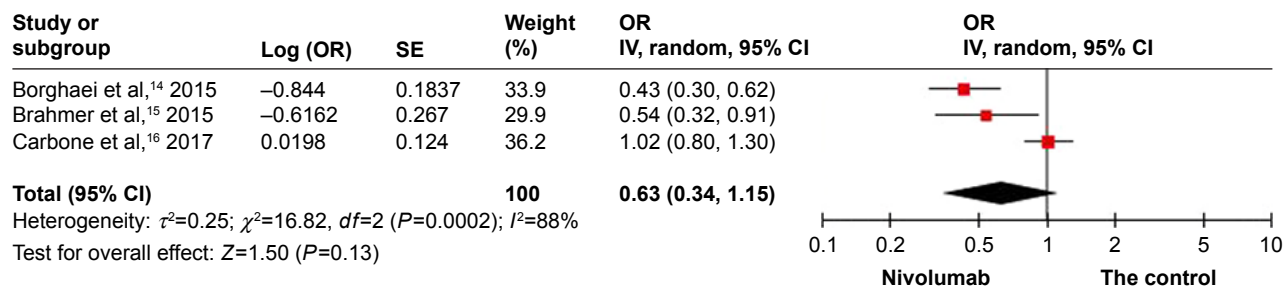 Study or subgroup Log (OR) SE Weight (%) OR IV, random, 95% CI OR IV, random, 95% CI
Borghaei et al,¹⁴ 2015 –0.844 0.1837 33.9 0.43 (0.30, 0.62)
Brahmer et al,¹⁵ 2015 –0.6162 0.267 29.9 0.54 (0.32, 0.91)
Carbone et al,¹⁶ 2017 0.0198 0.124 36.2 1.02 (0.80, 1.30)
Total (95% CI) 100 0.63 (0.34, 1.15)
Heterogeneity: τ²=0.25; χ²=16.82, df=2 (P=0.0002); I²=88%
Test for overall effect: Z=1.50 (P=0.13)
0.1 0.2 0.5 1 2 5 10
Nivolumab The control